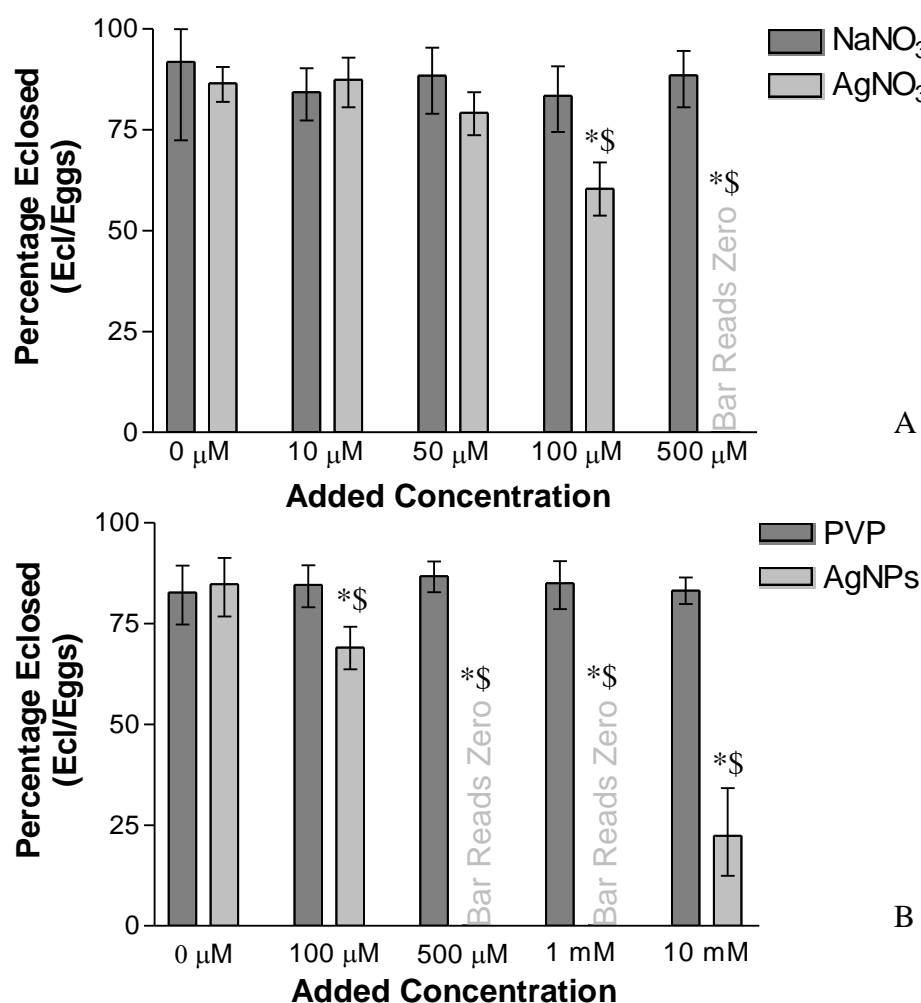 100
75
50
25
0
Percentage Eclosed
(Ecl/Eggs)
NaNO₃
AgNO₃
*$
*$
Bar Reads Zero
0 μM 10 μM 50 μM 100 μM 500 μM
Added Concentration
A
100
75
50
25
0
Percentage Eclosed
(Ecl/Eggs)
PVP
AgNPs
*$
*$
*$
*$
Bar Reads Zero
Bar Reads Zero
0 μM 100 μM 500 μM 1 mM 10 mM
Added Concentration
B